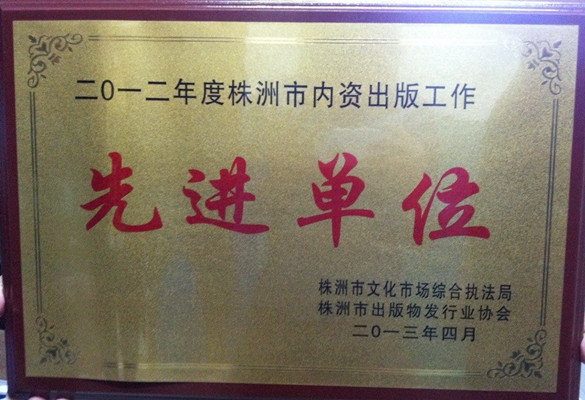 二〇一二年度株洲市内资出版工作
先进单位
株洲市文化市场综合执法局
株洲市出版物发行业协会
二〇一三年四月